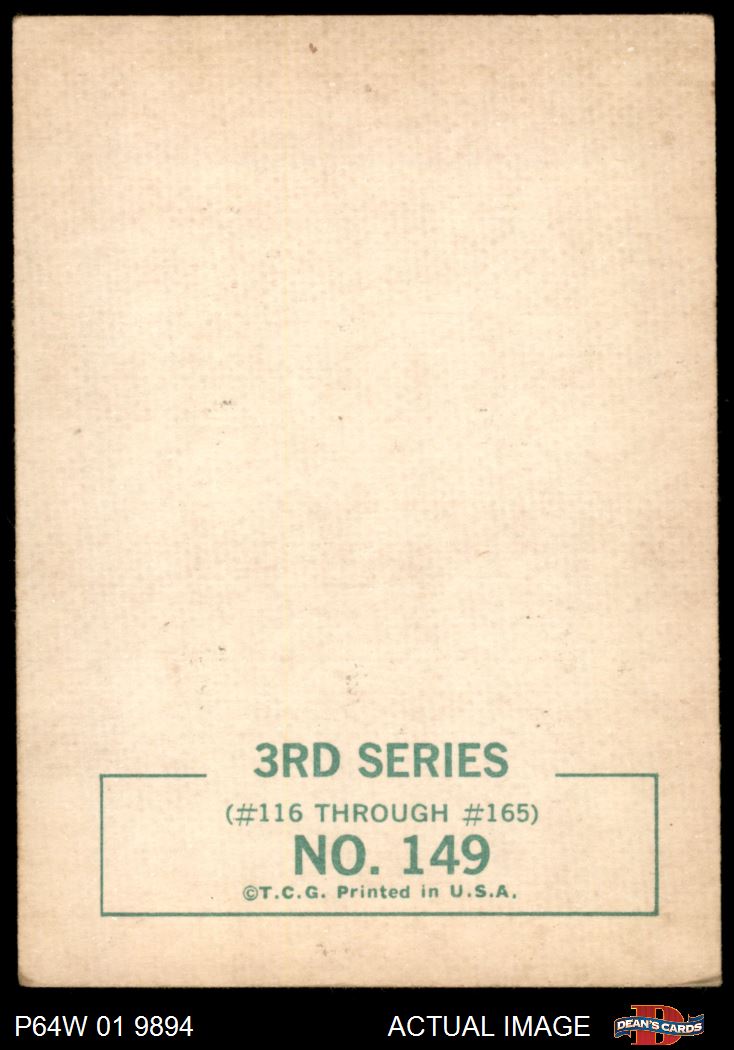 3RD SERIES
(#116 THROUGH #165)
NO. 149
©T.C.G. Printed in U.S.A.
P64W 01 9894
ACTUAL IMAGE
D
DEAN'S CARDS